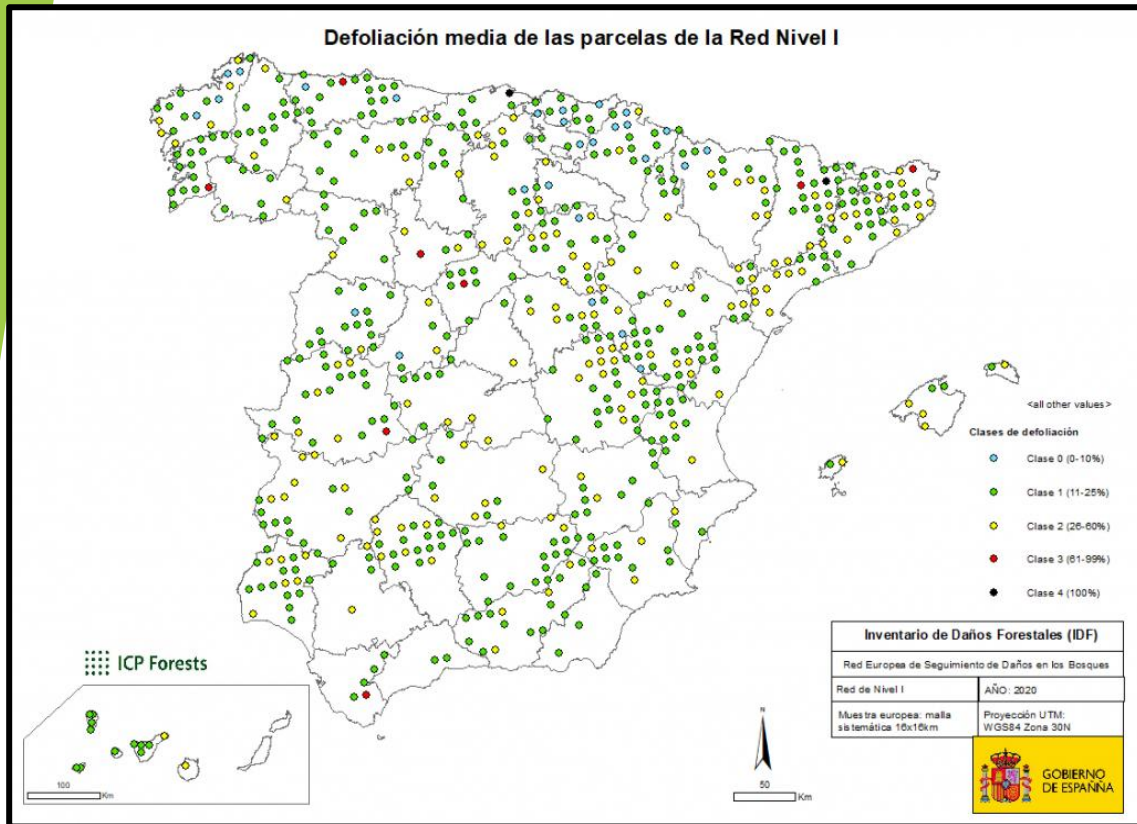 Defoliación media de las parcelas de la Red Nivel I
<all other values>
Clases de defoliación
Clase 0 (0-10%)
Clase 1 (11-25%)
Clase 2 (26-60%)
Clase 3 (61-99%)
Clase 4 (100%)
ICP Forests
Inventario de Daños Forestales (IDF)
Red Europea de Seguimiento de Daños en los Bosques
Red de Nivel I
AÑO: 2020
Muestra europea: malla
sistemática 16x16km
Proyección UTM:
WGS84 Zona 30N
N
50
Km
100
Km
GOBIERNO
DE ESPAÑNA